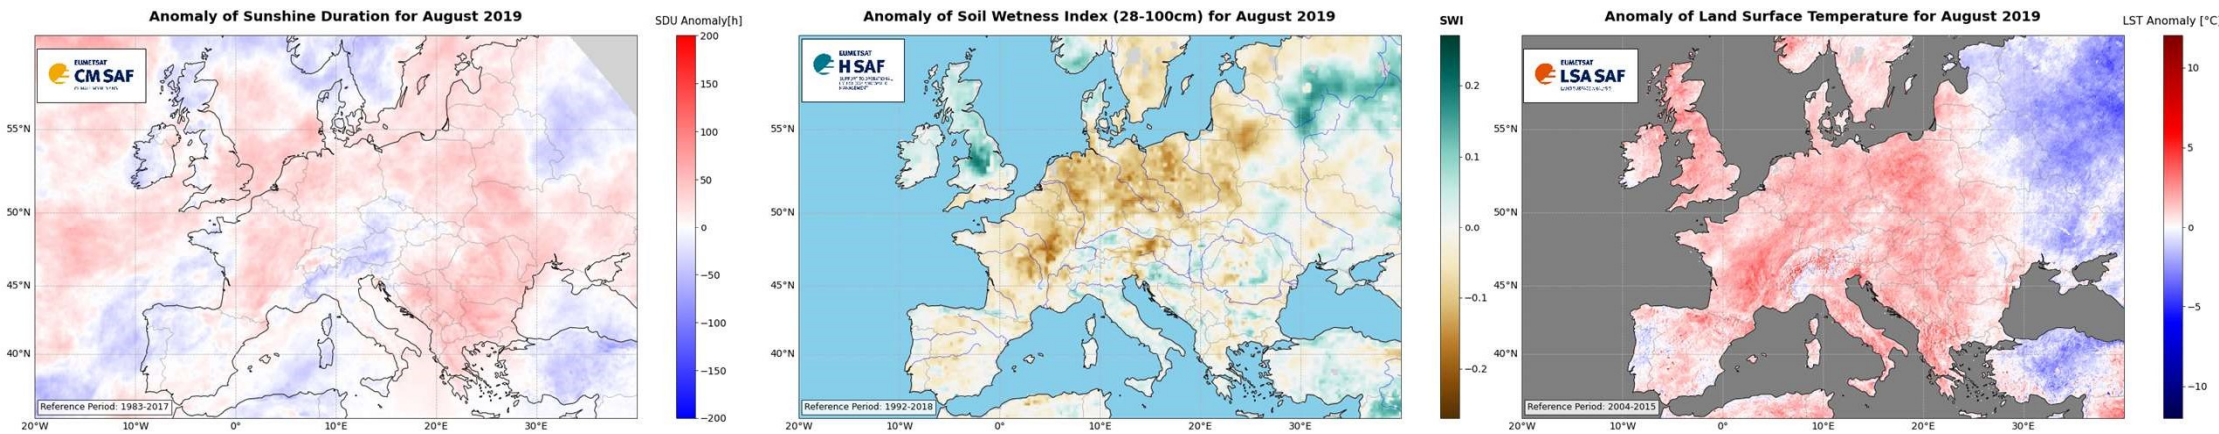 Anomaly of Sunshine Duration for August 2019
SDU Anomaly[h]
EUMETSAT
CM SAF
55°N
50°N
45°N
40°N
Reference Period: 1983-2017
20°W
10°W
0°
10°E
20°E
30°E
200
150
100
50
0
−50
−100
−150
−200
Anomaly of Soil Wetness Index (28-100cm) for August 2019
SWI
EUMETSAT
H SAF
55°N
50°N
45°N
40°N
Reference Period: 1992-2018
20°W
10°W
0°
10°E
20°E
30°E
0.2
0.1
0.0
−0.1
−0.2
Anomaly of Land Surface Temperature for August 2019
LST Anomaly [°C]
EUMETSAT
LSA SAF
55°N
50°N
45°N
40°N
Reference Period: 2004-2015
20°W
10°W
0°
10°E
20°E
30°E
10
5
0
−5
−10